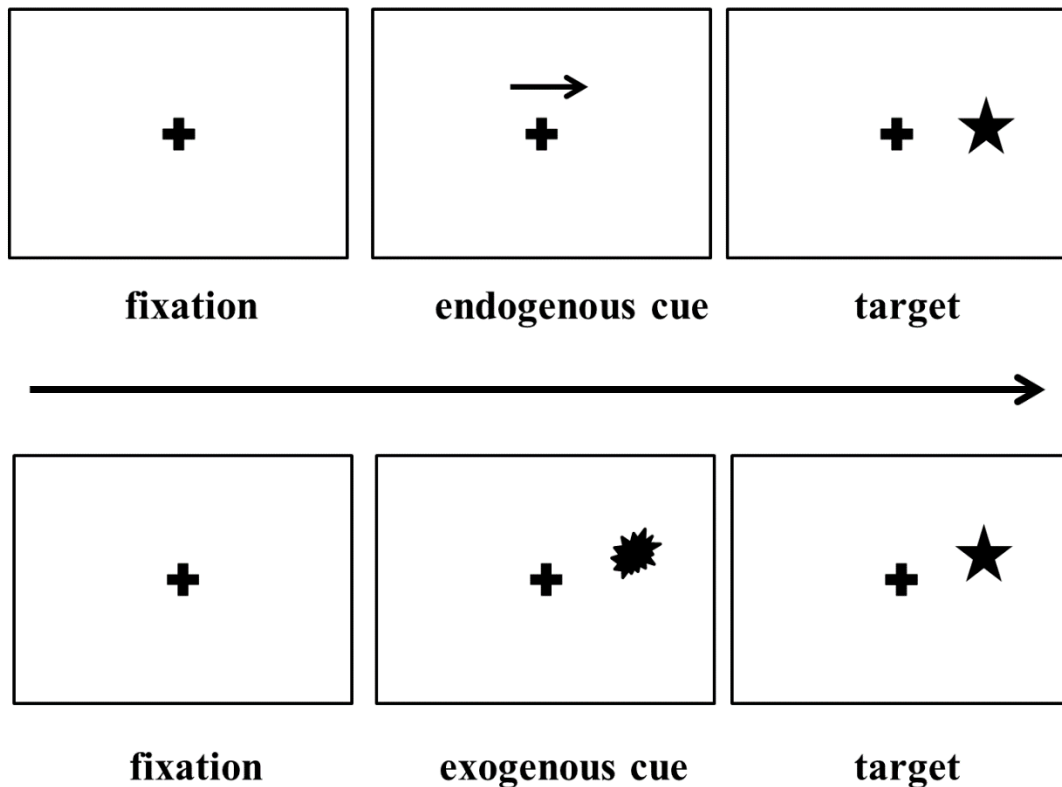 fixation
endogenous cue
target
fixation
exogenous cue
target